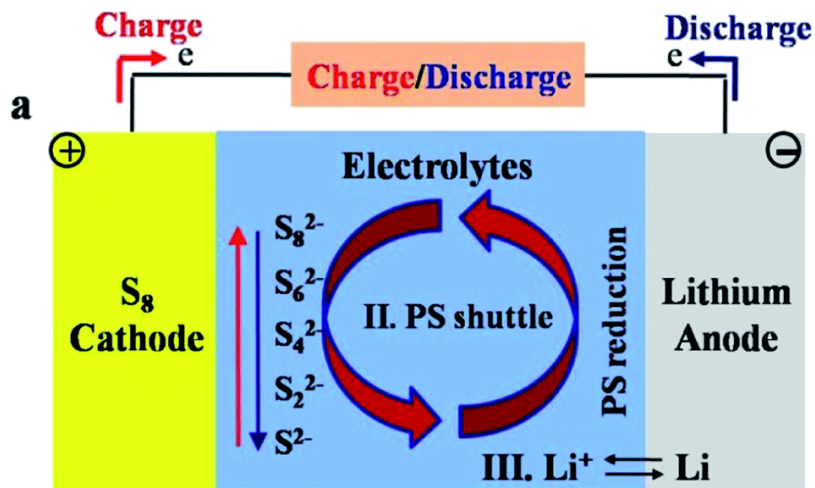 Charge
e
Discharge
e
Charge/Discharge
a
+
−
Electrolytes
S₈²⁻
S₆²⁻
S₄²⁻
S₂²⁻
S²⁻
S₈
Cathode
II. PS shuttle
PS reduction
Lithium
Anode
III. Li⁺ ⇌ Li